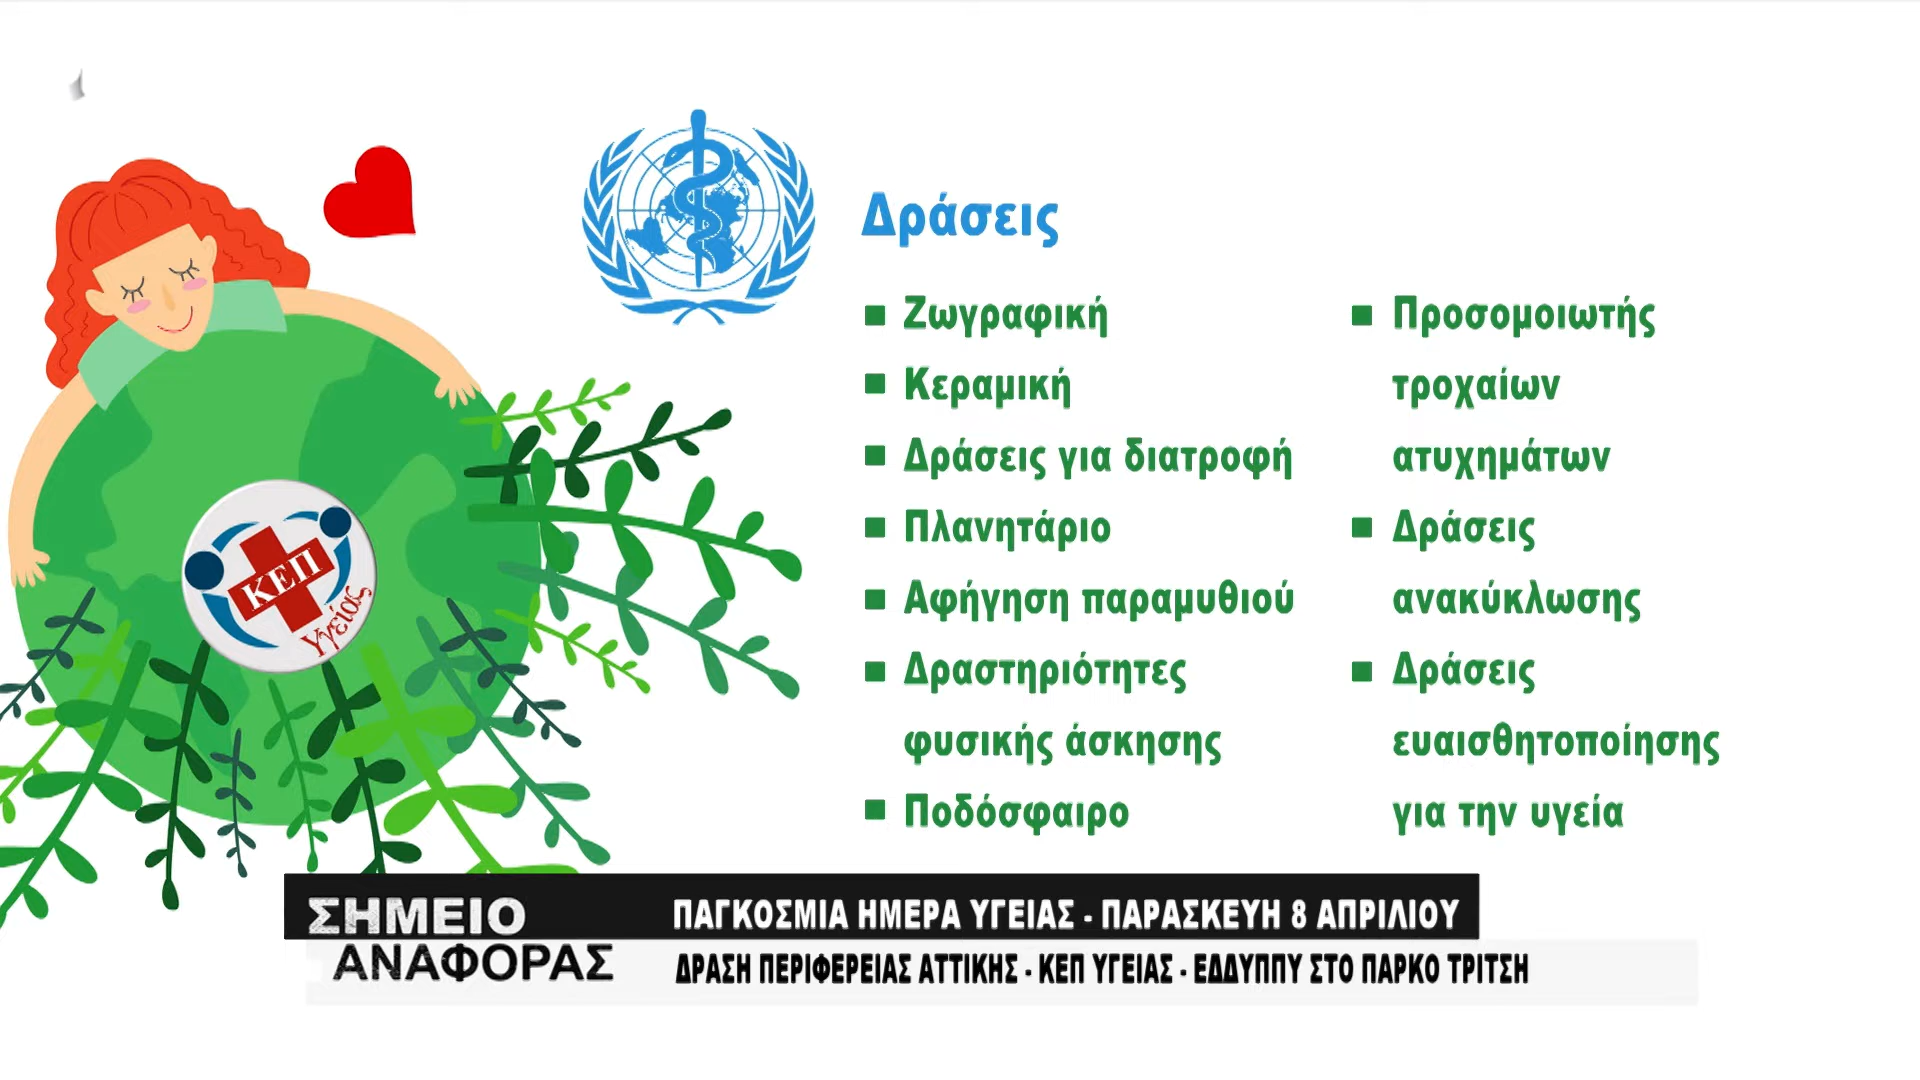 Δράσεις
▪ Ζωγραφική
▪ Κεραμική
▪ Δράσεις για διατροφή
▪ Πλανητάριο
▪ Αφήγηση παραμυθιού
▪ Δραστηριότητες
φυσικής άσκησης
▪ Ποδόσφαιρο
▪ Προσομοιωτής
τροχαίων
ατυχημάτων
▪ Δράσεις
ανακύκλωσης
▪ Δράσεις
ευαισθητοποίησης
για την υγεία
ΚΕΠ
Υγείας
ΣΗΜΕΙΟ
ΑΝΑΦΟΡΑΣ
ΠΑΓΚΟΣΜΙΑ ΗΜΕΡΑ ΥΓΕΙΑΣ - ΠΑΡΑΣΚΕΥΗ 8 ΑΠΡΙΛΙΟΥ
ΔΡΑΣΗ ΠΕΡΙΦΕΡΕΙΑΣ ΑΤΤΙΚΗΣ - ΚΕΠ ΥΓΕΙΑΣ - ΕΔΔΥΠΠΥ ΣΤΟ ΠΑΡΚΟ ΤΡΙΤΣΗ